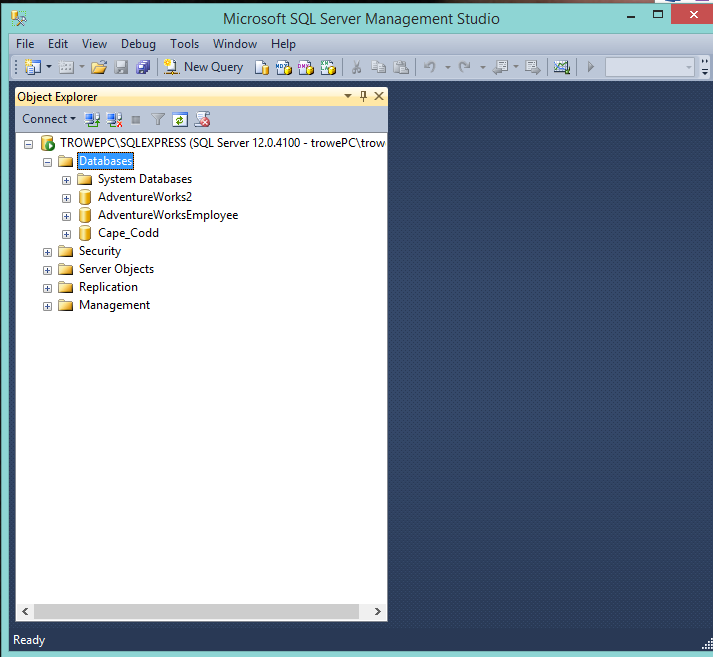 Microsoft SQL Server Management Studio
File Edit View Debug Tools Window Help
New Query
Object Explorer
Connect
TROWEPC\SQLEXPRESS (SQL Server 12.0.4100 - trowePC\trow
Databases
System Databases
AdventureWorks2
AdventureWorksEmployee
Cape_Codd
Security
Server Objects
Replication
Management
Ready